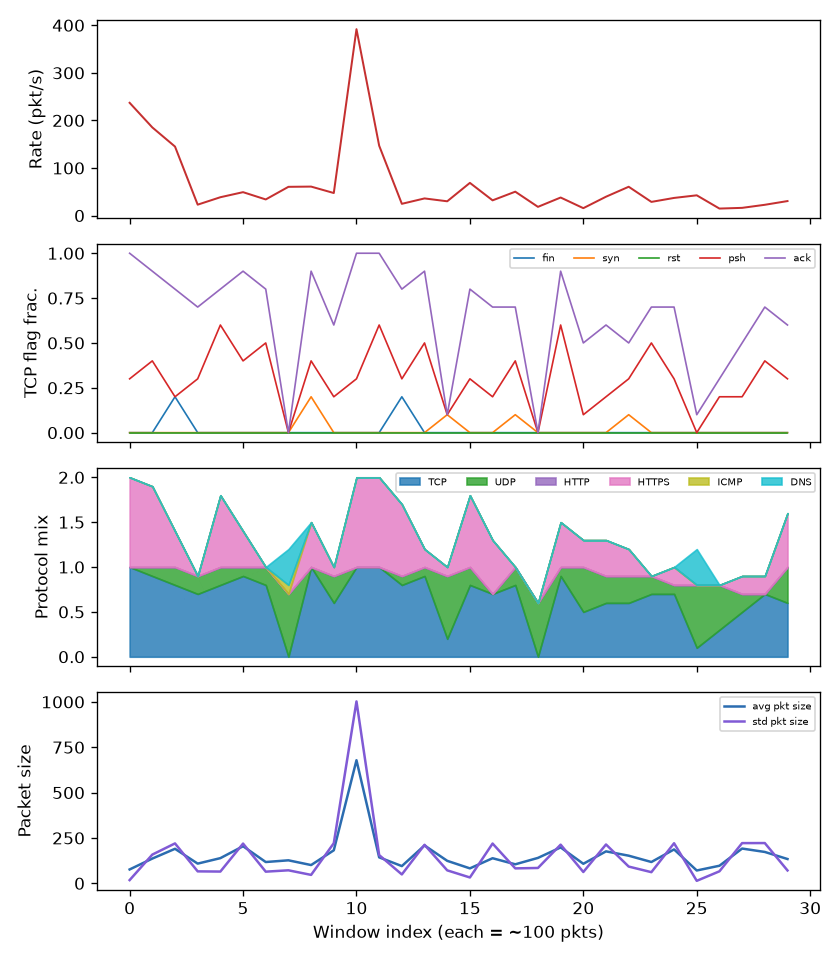 400
300
200
100
0
Rate (pkt/s)
fin syn rst psh ack
1.00
0.75
0.50
0.25
0.00
TCP flag frac.
TCP UDP HTTP HTTPS ICMP DNS
2.0
1.5
1.0
0.5
0.0
Protocol mix
avg pkt size
std pkt size
1000
750
500
250
0
Packet size
0 5 10 15 20 25 30
Window index (each = ~100 pkts)